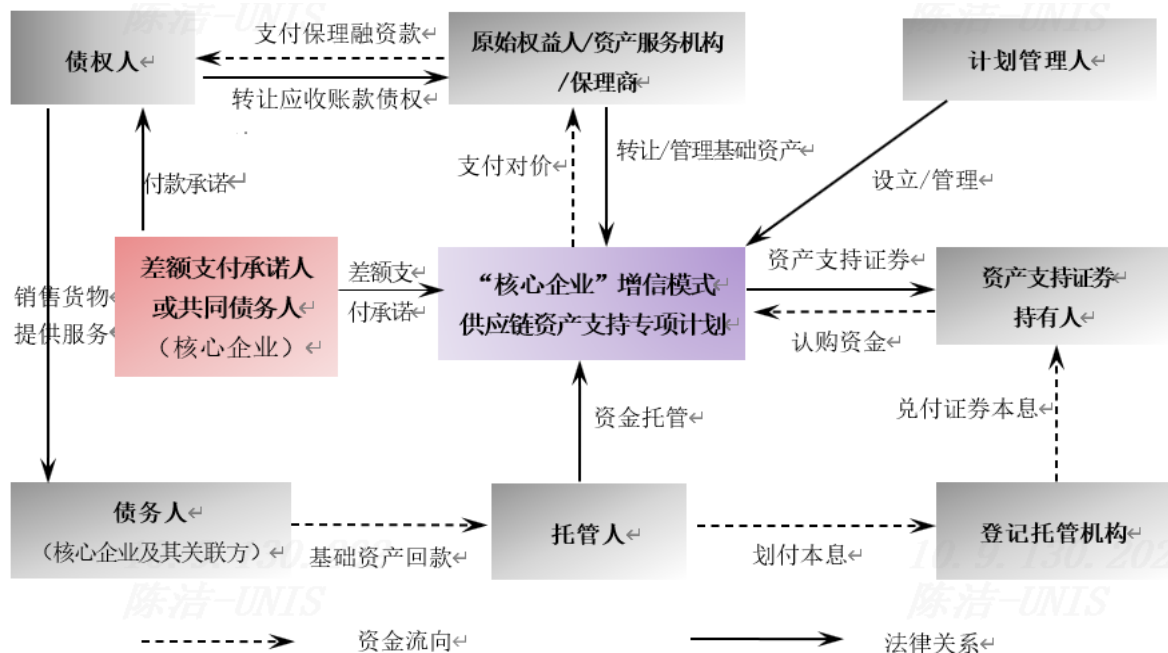 陈洁-UNIS
陈洁-UNIS
债权人↵
支付保理融资款↵
转让应收账款债权↵
原始权益人/资产服务机构
/保理商↵
计划管理人↵
付款承诺↵
支付对价↵
转让/管理基础资产↵
设立/管理↵
销售货物
提供服务↵
差额支付承诺人
或共同债务人↵
（核心企业）↵
差额支
付承诺↵
“核心企业”增信模式
供应链资产支持专项计划↵
资产支持证券↵
认购资金↵
资产支持证券↵
持有人↵
资金托管↵
兑付证券本息↵
债务人↵
（核心企业及其关联方）↵
基础资产回款↵
托管人↵
划付本息↵
登记托管机构↵
10.9.130.202
陈洁-UNIS
陈洁-UNIS
资金流向↵
法律关系↵